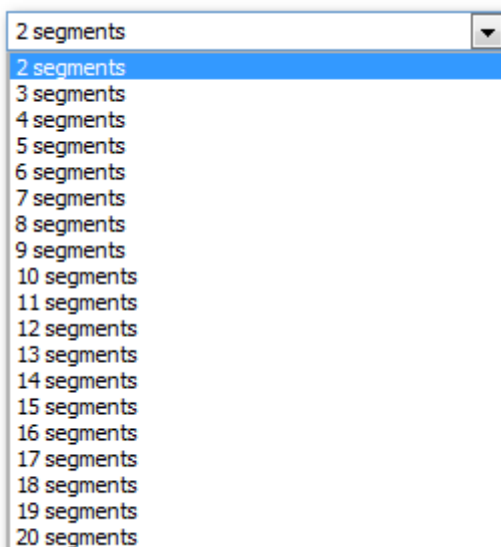 2 segments
2 segments
3 segments
4 segments
5 segments
6 segments
7 segments
8 segments
9 segments
10 segments
11 segments
12 segments
13 segments
14 segments
15 segments
16 segments
17 segments
18 segments
19 segments
20 segments